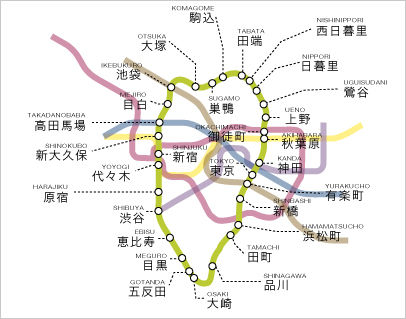 KOMAGOME
駒込
OTSUKA
大塚
TABATA
田端
NISHINIPPORI
西日暮里
IKEBUKURO
池袋
NIPPORI
日暮里
MEJIRO
目白
SUGAMO
巣鴨
UGUISUDANI
鶯谷
TAKADANOBABA
高田馬場
UENO
上野
OKACHIMACHI
御徒町
AKIHABARA
秋葉原
SHINOKUBO
新大久保
SHINJUKU
新宿
TOKYO
東京
KANDA
神田
YOYOGI
代々木
HARAJUKU
原宿
YURAKUCHO
有楽町
SHINBASHI
新橋
SHIBUYA
渋谷
HAMAMATSUCHO
浜松町
EBISU
恵比寿
TAMACHI
田町
MEGURO
目黒
SHINAGAWA
品川
GOTANDA
五反田
OSAKI
大崎